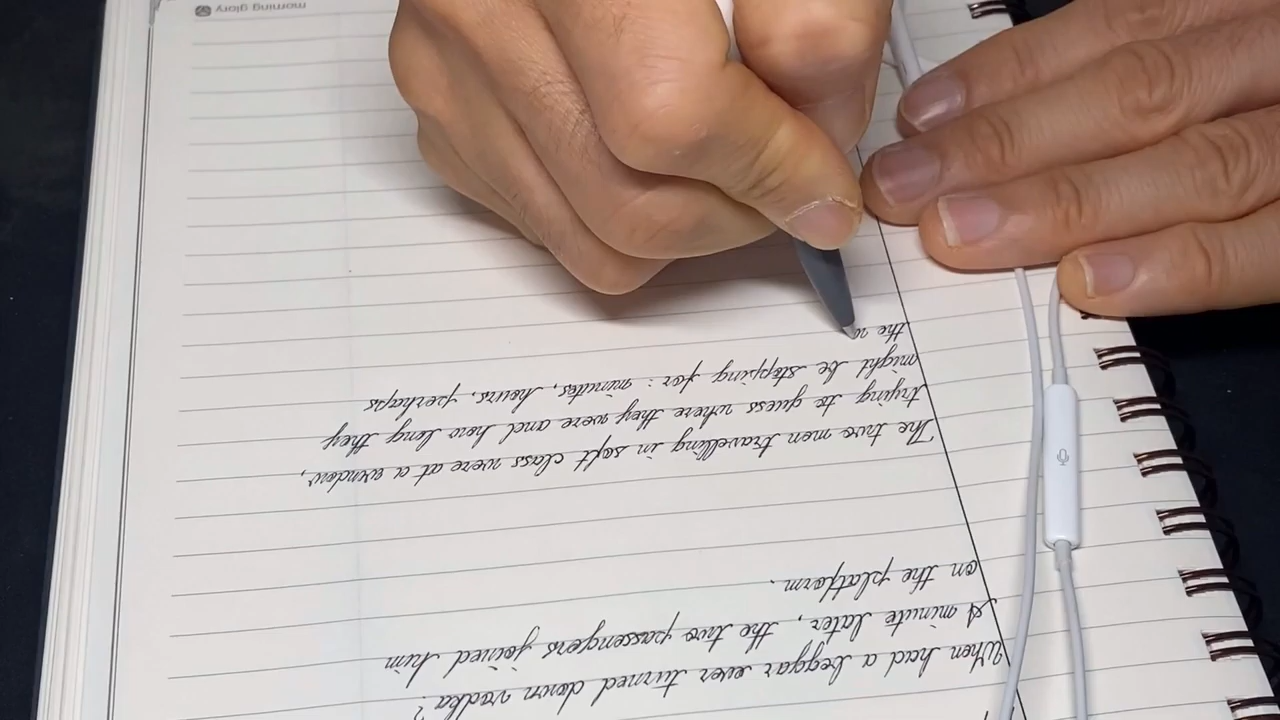 When had a beggar ever turned down vodka?
A minute later, the two passengers joined him
on the platform.
The two men travelling in soft class were at a window,
trying to guess where they were and how long they
might be stopping for: minutes, hours, perhaps
the
morning glory